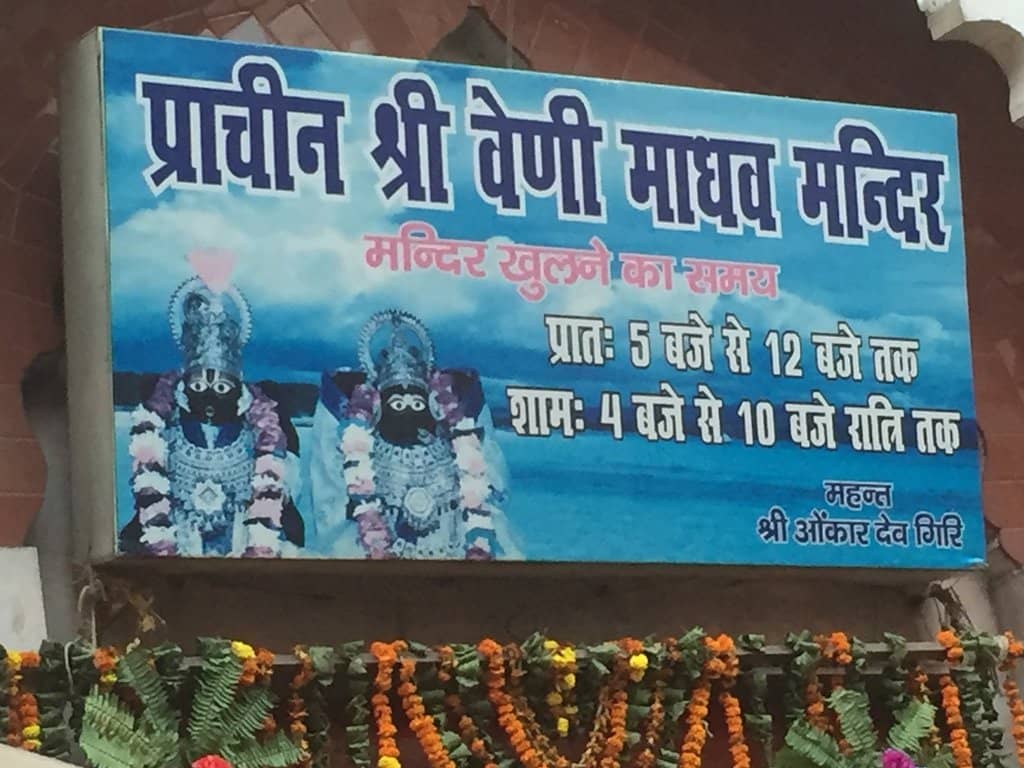 प्राचीन श्री वेणी माधव मन्दिर
मन्दिर खुलने का समय
प्रातः 5 बजे से 12 बजे तक
शामः 4 बजे से 10 बजे रात्रि तक
महन्त
श्री ओंकार देव गिरि